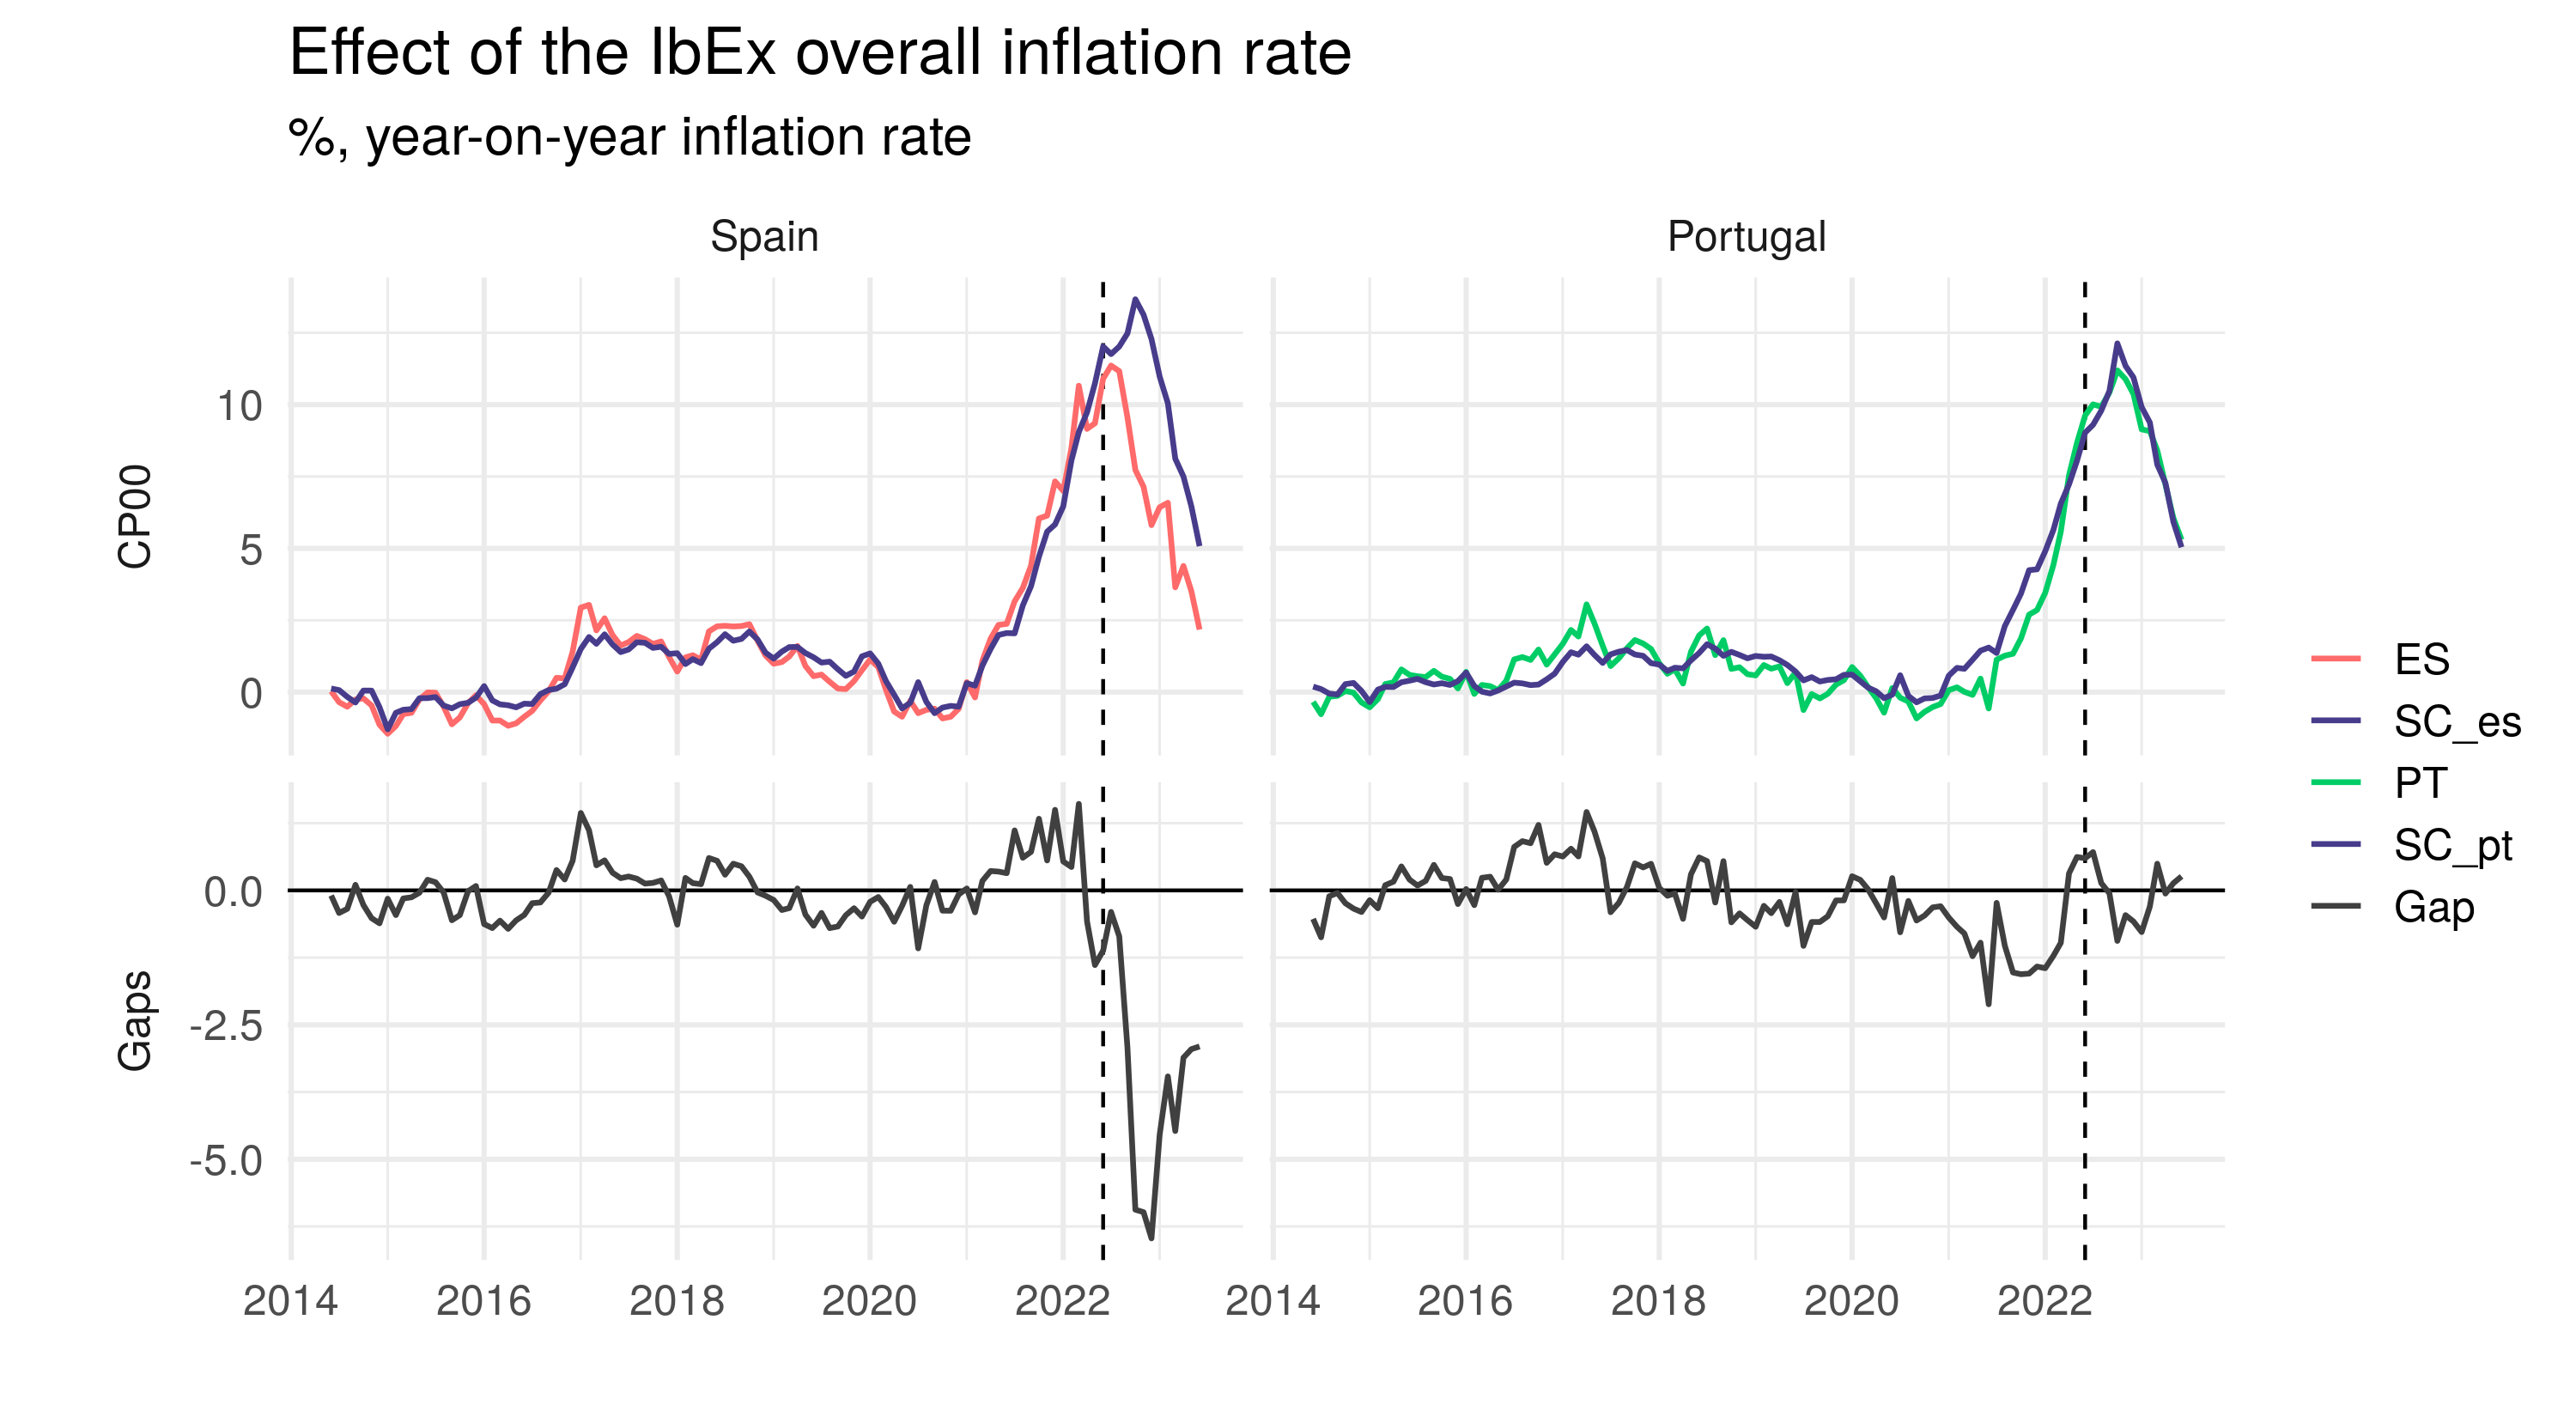 Effect of the IbEx overall inflation rate
%, year-on-year inflation rate
Spain
Portugal
CP00
10
5
0
Gaps
0.0
-2.5
-5.0
2014
2016
2018
2020
2022
2014
2016
2018
2020
2022
ES
SC_es
PT
SC_pt
Gap